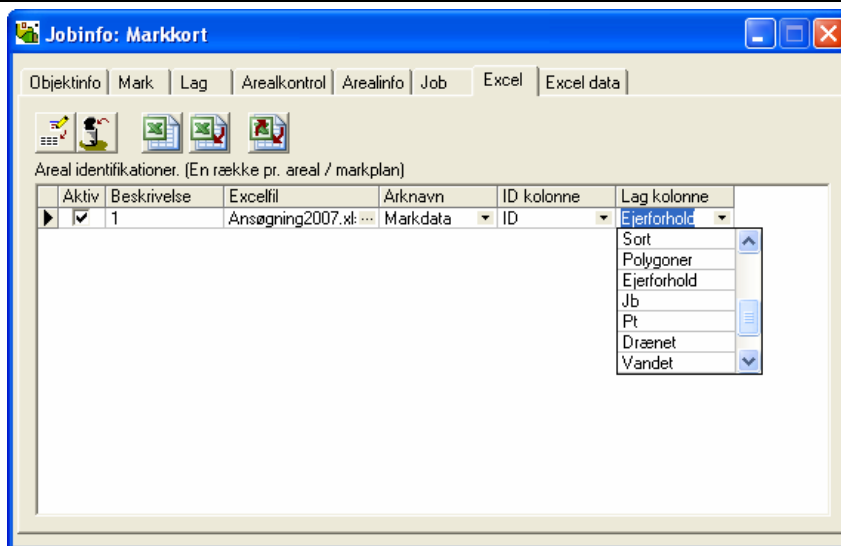 Jobinfo: Markkort
Objektinfo Mark Lag Arealkontrol Arealinfo Job Excel Excel data
Areal identifikationer. (En række pr. areal / markplan)
Aktiv Beskrivelse Excelfil Arknavn ID kolonne Lag kolonne
1 Ansøgning2007.xl: ... Markdata ID Ejerforhold
Sort
Polygoner
Ejerforhold
Jb
Pt
Drænet
Vandet